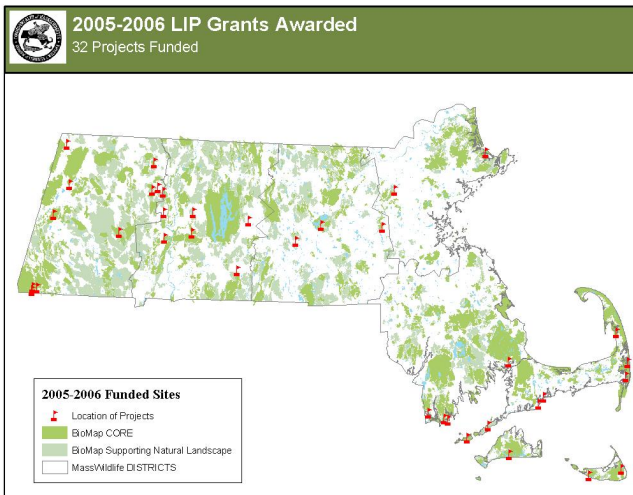 2005-2006 LIP Grants Awarded
32 Projects Funded
2005-2006 Funded Sites
Location of Projects
BioMap CORE
BioMap Supporting Natural Landscape
MassWildlife DISTRICTS